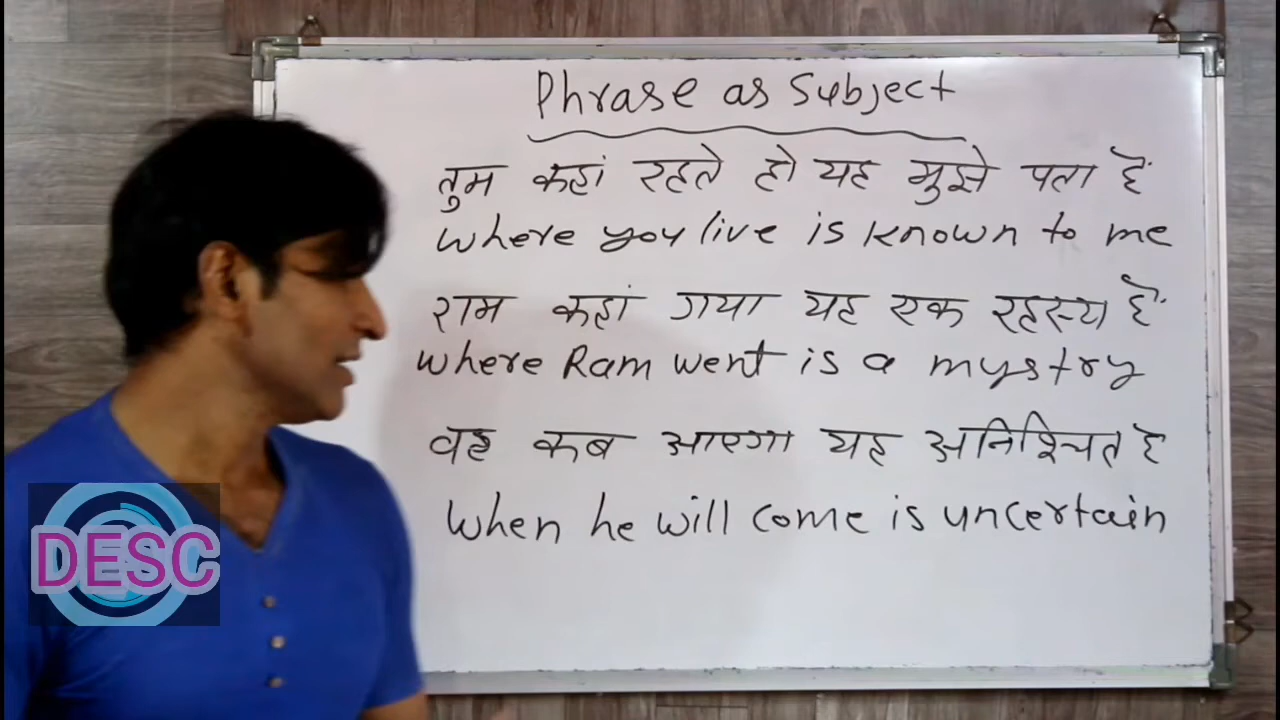 Phrase as Subject
तुम कहां रहते हो यह मुझे पता हैं
Where you live is known to me
राम कहां गया यह एक रहस्य हैं
Where Ram went is a mystry
वह कब आएगा यह अनिश्चित है
When he will come is uncertain
DESC